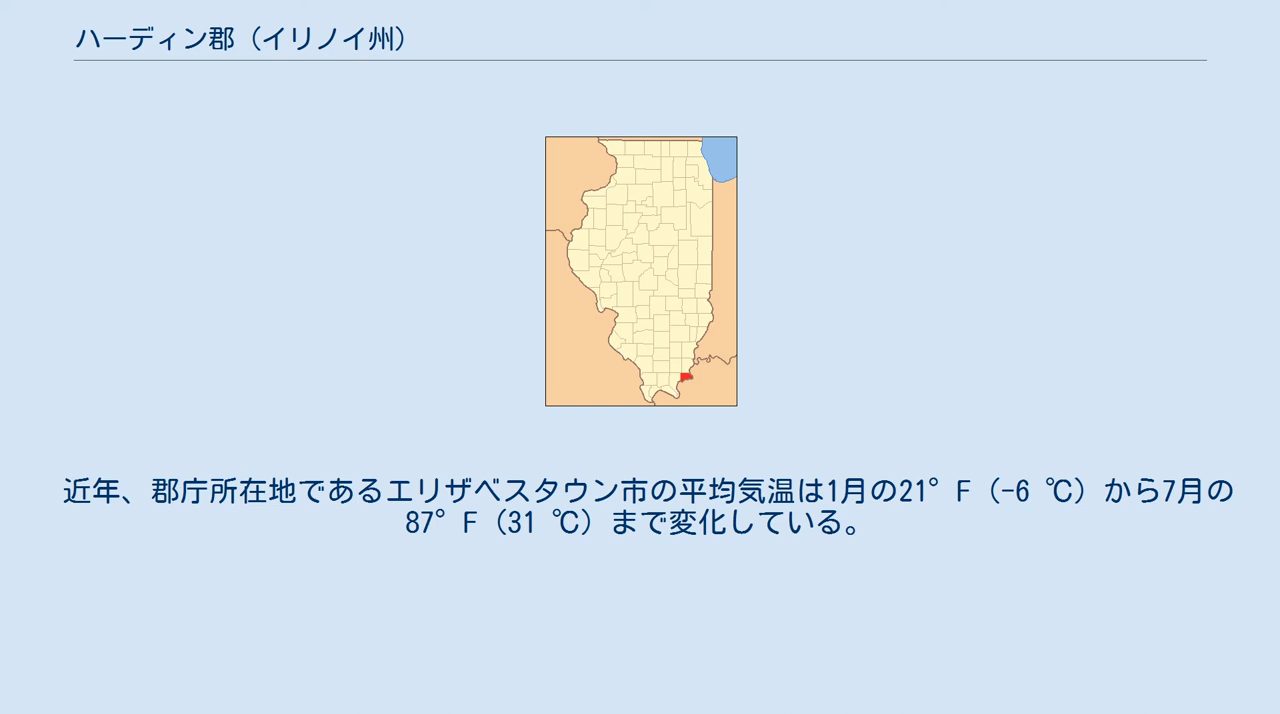 ハーディン郡（イリノイ州）
近年、郡庁所在地であるエリザベスタウン市の平均気温は1月の21°F（-6 ℃）から7月の
87°F（31 ℃）まで変化している。